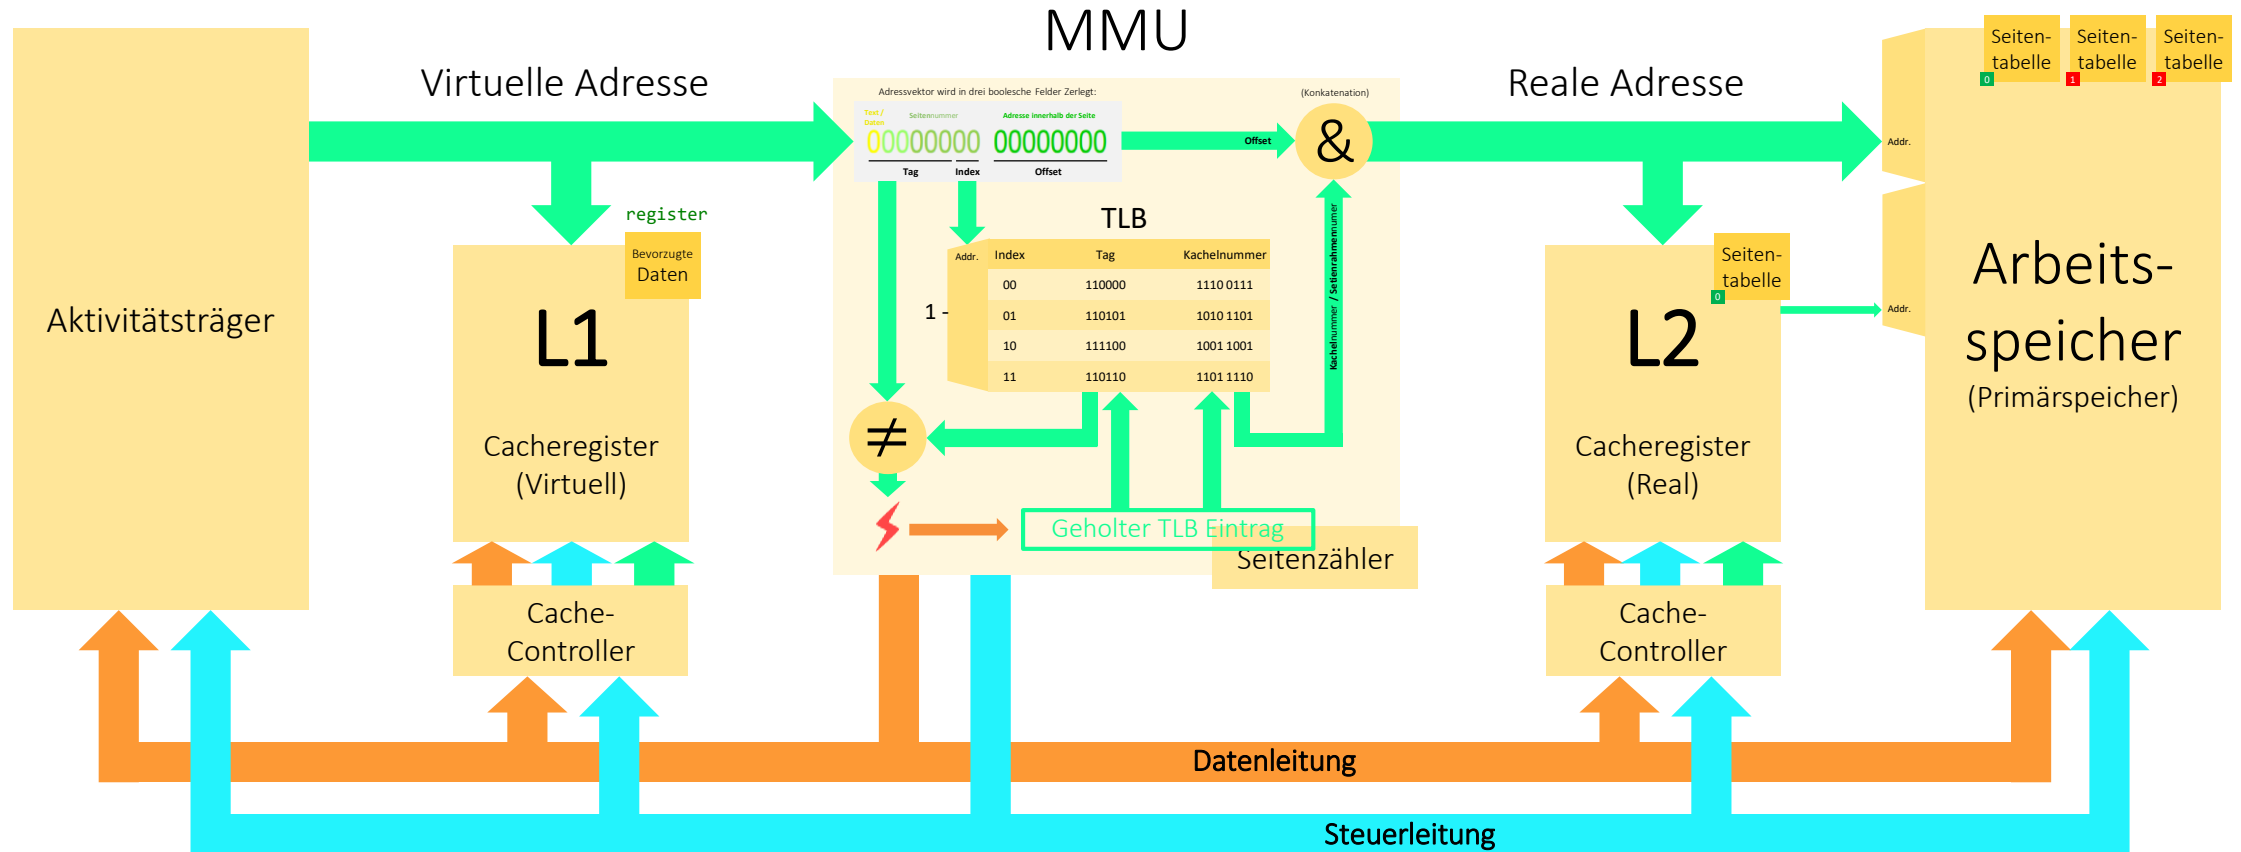 MMU
Virtuelle Adresse
Reale Adresse
Aktivitätsträger
register
Bevorzugte
Daten
L1
Cacheregister
(Virtuell)
Cache-
Controller
Adressvektor wird in drei boolesche Felder Zerlegt:
(Konkatenation)
Text /
Daten
Seitennummer
Adresse innerhalb der Seite
00000000 00000000
Tag
Index
Offset
Offset
&
TLB
Addr.
Index Tag Kachelnummer
00 110000 1110 0111
1 -
01 110101 1010 1101
10 111100 1001 1001
11 110110 1101 1110
Kachelnummer / Setienrahmennumer
≠
Geholter TLB Eintrag
Seitenzähler
Seiten-
tabelle
0
L2
Cacheregister
(Real)
Cache-
Controller
Seiten-
tabelle
0
Seiten-
tabelle
1
Seiten-
tabelle
2
Addr.
Addr.
Arbeits-
speicher
(Primärspeicher)
Datenleitung
Steuerleitung